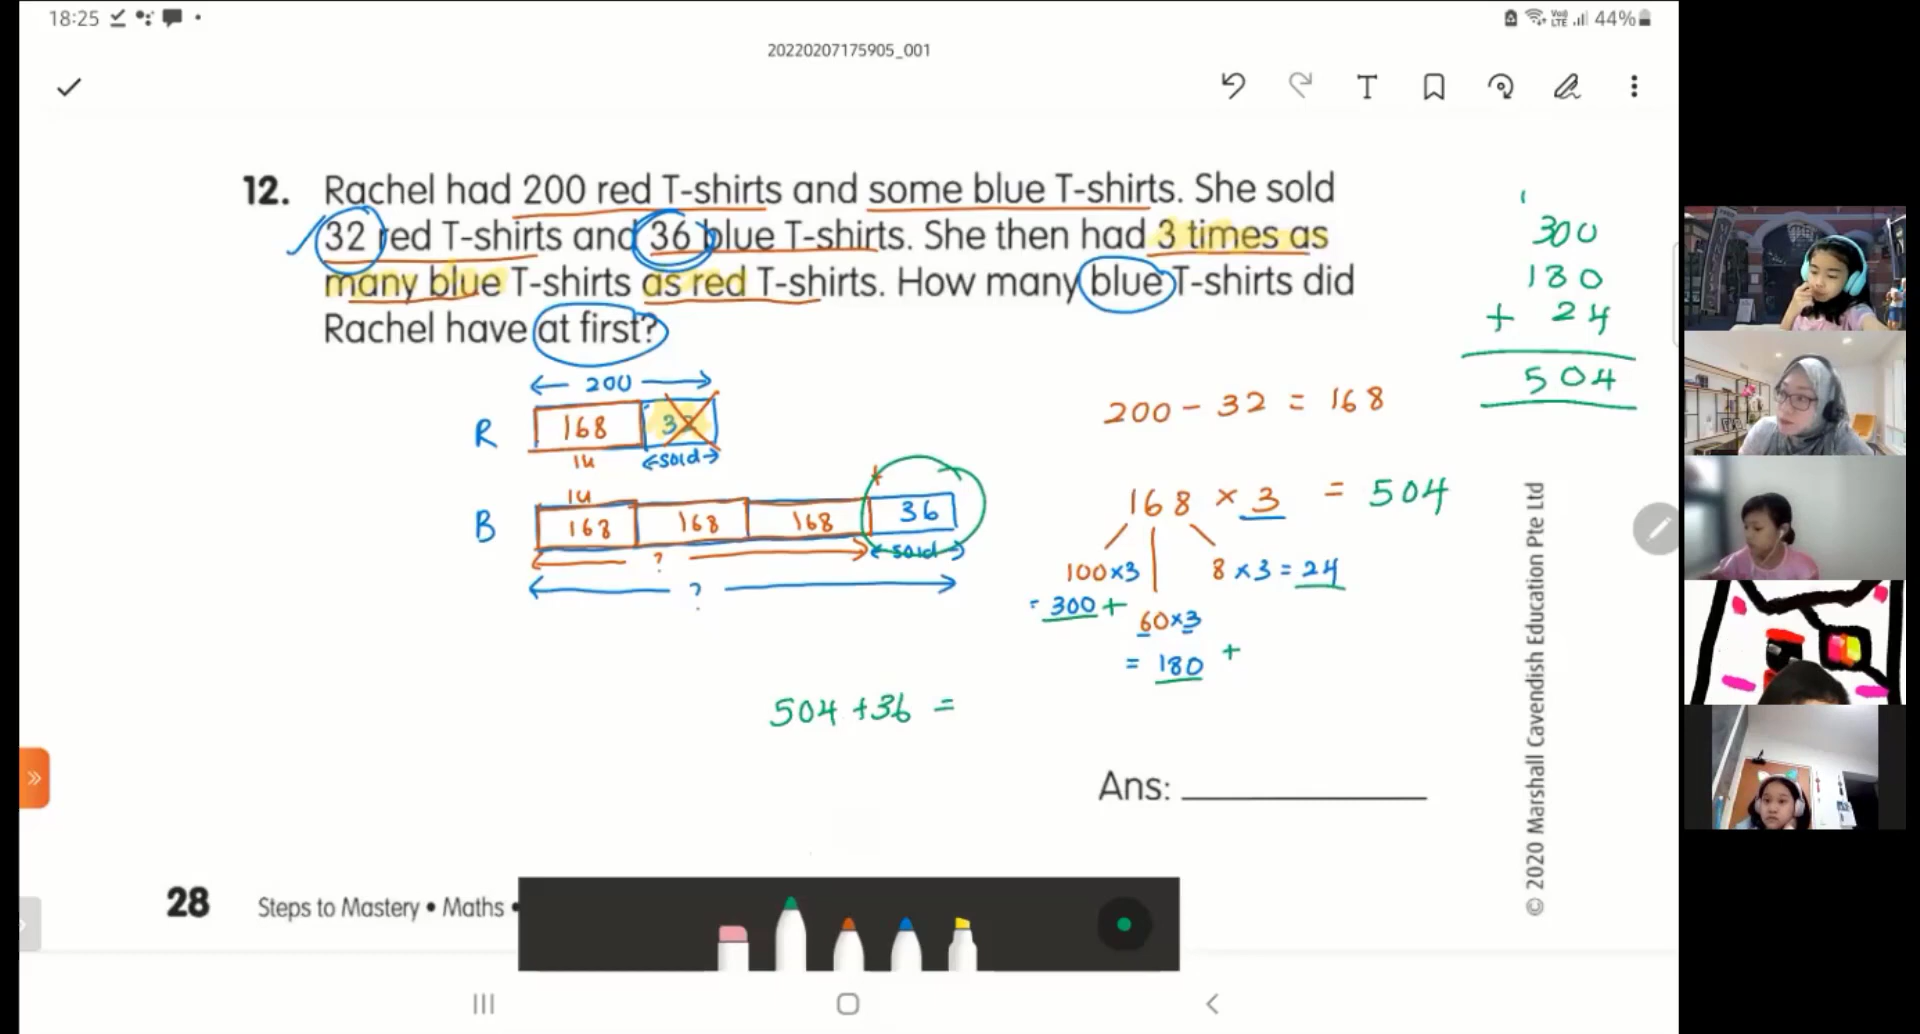 18:25
Voi) LTE 44%
20220207175905_001
T
12. Rachel had 200 red T-shirts and some blue T-shirts. She sold
32 red T-shirts and 36 blue T-shirts. She then had 3 times as
many blue T-shirts as red T-shirts. How many blue T-shirts did
Rachel have at first?
300
180
+ 24
504
200
R 168 32
1u sold
1u
B 168 168 168 36
? sold
?
200 - 32 = 168
168 × 3 = 504
100×3 8×3 = 24
= 300 + 60×3
= 180 +
504 + 36 =
Ans:
28 Steps to Mastery • Maths •
© 2020 Marshall Cavendish Education Pte Ltd